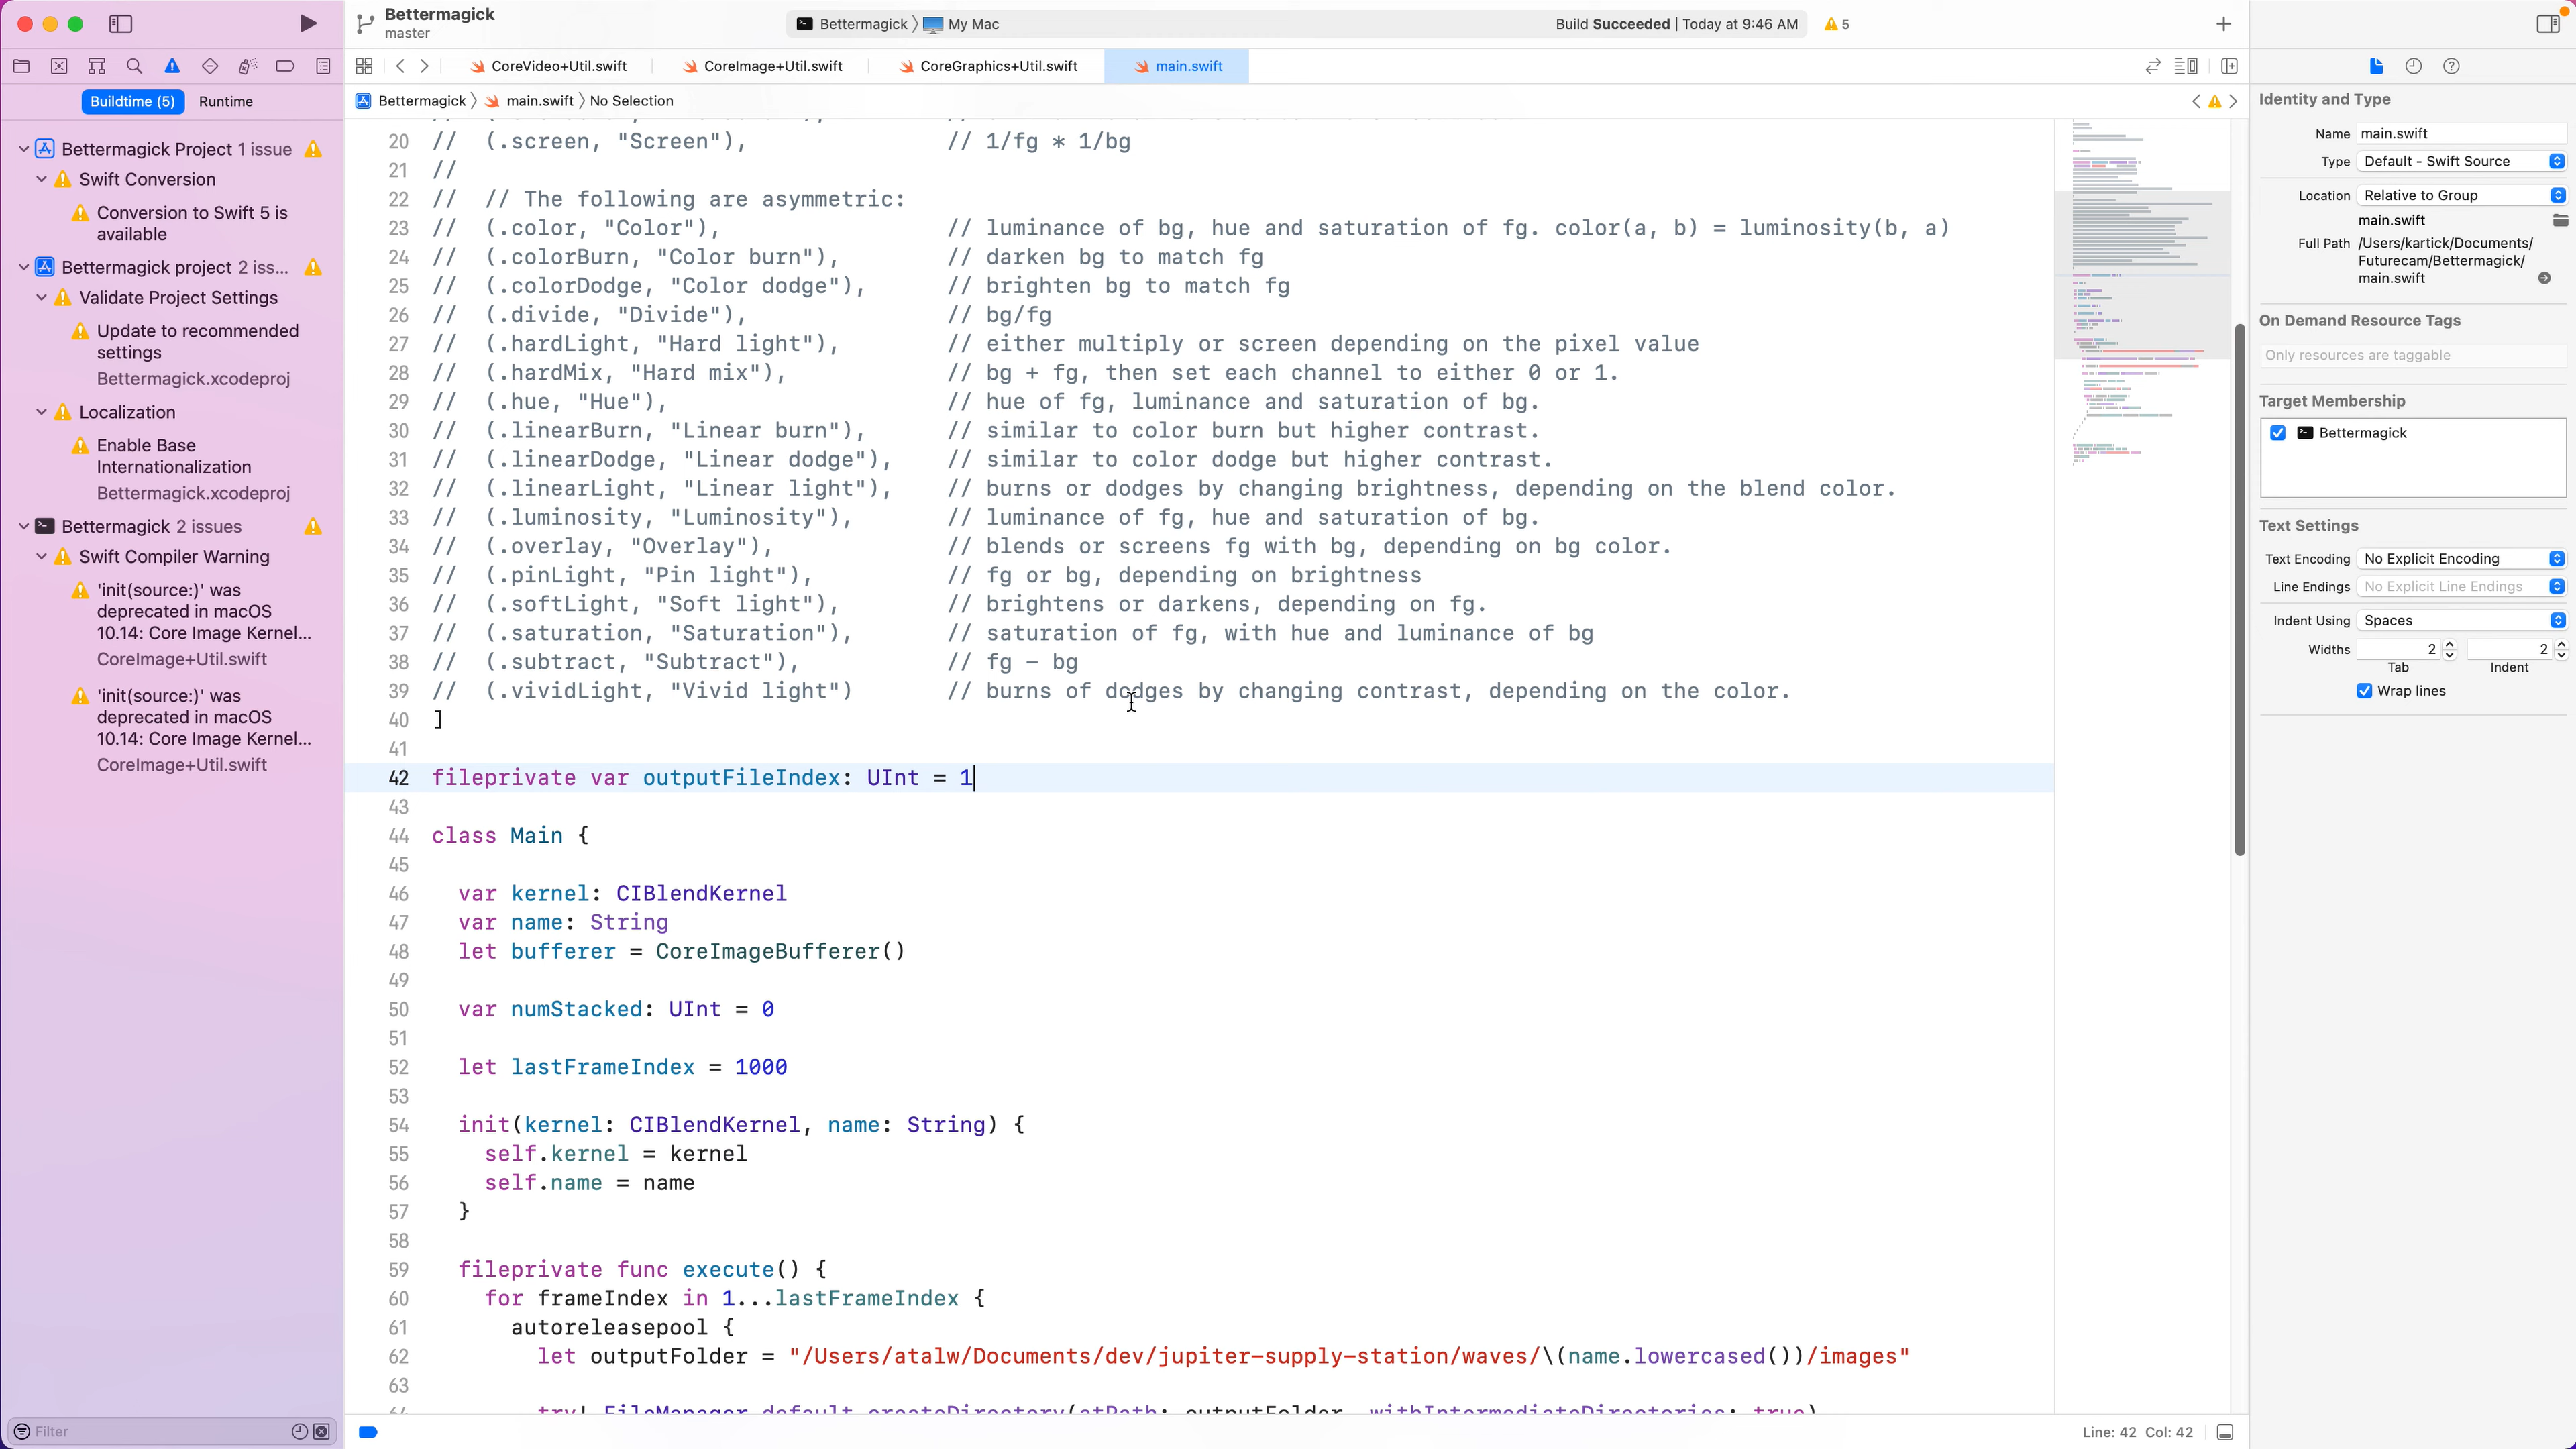 Bettermagick
master
Bettermagick 〉 My Mac
Build Succeeded | Today at 9:46 AM
5
Buildtime (5)
Runtime
Bettermagick Project 1 issue
Swift Conversion
Conversion to Swift 5 is
available
Bettermagick project 2 iss...
Validate Project Settings
Update to recommended
settings
Bettermagick.xcodeproj
Localization
Enable Base
Internationalization
Bettermagick.xcodeproj
Bettermagick 2 issues
Swift Compiler Warning
'init(source:)' was
deprecated in macOS
10.14: Core Image Kernel...
CoreImage+Util.swift
'init(source:)' was
deprecated in macOS
10.14: Core Image Kernel...
CoreImage+Util.swift
Filter
CoreVideo+Util.swift
CoreImage+Util.swift
CoreGraphics+Util.swift
main.swift
Bettermagick 〉 main.swift 〉 No Selection
20 //  (.screen, "Screen"),               // 1/fg * 1/bg
21 //
22 //  // The following are asymmetric:
23 //  (.color, "Color"),                 // luminance of bg, hue and saturation of fg. color(a, b) = luminosity(b, a)
24 //  (.colorBurn, "Color burn"),        // darken bg to match fg
25 //  (.colorDodge, "Color dodge"),      // brighten bg to match fg
26 //  (.divide, "Divide"),               // bg/fg
27 //  (.hardLight, "Hard light"),        // either multiply or screen depending on the pixel value
28 //  (.hardMix, "Hard mix"),            // bg + fg, then set each channel to either 0 or 1.
29 //  (.hue, "Hue"),                     // hue of fg, luminance and saturation of bg.
30 //  (.linearBurn, "Linear burn"),      // similar to color burn but higher contrast.
31 //  (.linearDodge, "Linear dodge"),    // similar to color dodge but higher contrast.
32 //  (.linearLight, "Linear light"),    // burns or dodges by changing brightness, depending on the blend color.
33 //  (.luminosity, "Luminosity"),       // luminance of fg, hue and saturation of bg.
34 //  (.overlay, "Overlay"),             // blends or screens fg with bg, depending on bg color.
35 //  (.pinLight, "Pin light"),          // fg or bg, depending on brightness
36 //  (.softLight, "Soft light"),        // brightens or darkens, depending on fg.
37 //  (.saturation, "Saturation"),       // saturation of fg, with hue and luminance of bg
38 //  (.subtract, "Subtract"),           // fg - bg
39 //  (.vividLight, "Vivid light")       // burns of dodges by changing contrast, depending on the color.
40 ]
41
42 fileprivate var outputFileIndex: UInt = 1
43
44 class Main {
45
46   var kernel: CIBlendKernel
47   var name: String
48   let bufferer = CoreImageBufferer()
49
50   var numStacked: UInt = 0
51
52   let lastFrameIndex = 1000
53
54   init(kernel: CIBlendKernel, name: String) {
55     self.kernel = kernel
56     self.name = name
57   }
58
59   fileprivate func execute() {
60     for frameIndex in 1...lastFrameIndex {
61       autoreleasepool {
62         let outputFolder = "/Users/atalw/Documents/dev/jupiter-supply-station/waves/\(name.lowercased())/images"
63
64         try! FileManager.default.createDirectory(atPath: outputFolder, withIntermediateDirectories: true)
Line: 42 Col: 42
Identity and Type
Name main.swift
Type Default - Swift Source
Location Relative to Group
main.swift
Full Path /Users/kartick/Documents/
Futurecam/Bettermagick/
main.swift
On Demand Resource Tags
Only resources are taggable
Target Membership
Bettermagick
Text Settings
Text Encoding No Explicit Encoding
Line Endings No Explicit Line Endings
Indent Using Spaces
Widths 2 2
Tab Indent
Wrap lines